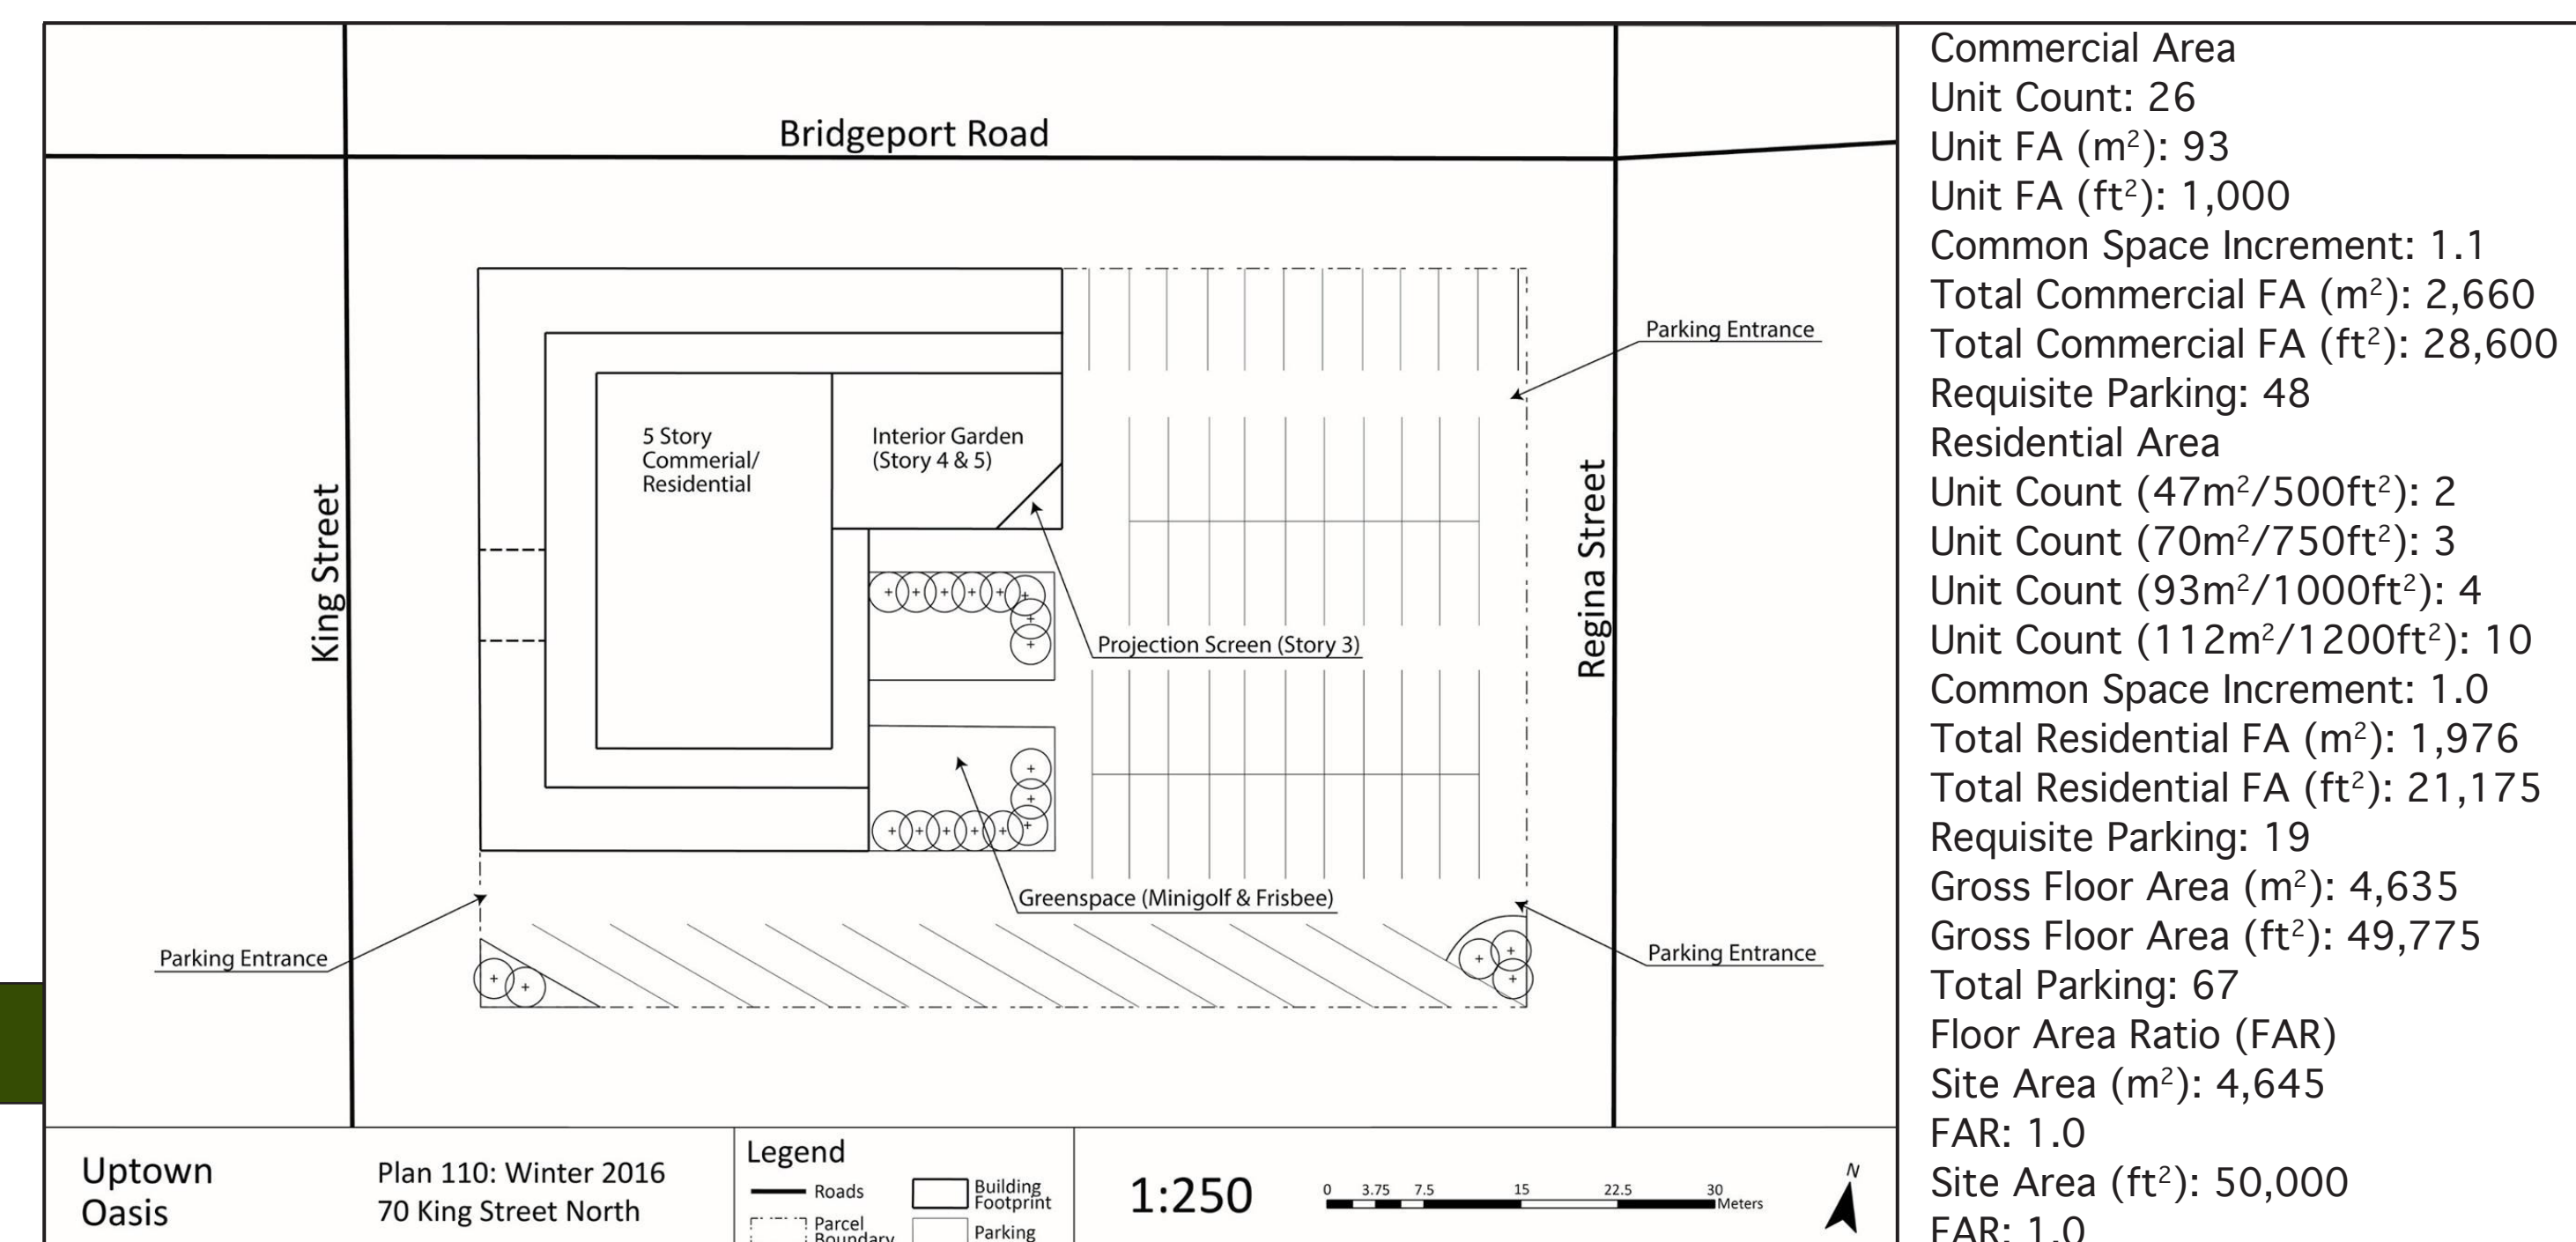 Bridgeport Road
King Street
Regina Street
5 Story
Commerial/
Residential
Interior Garden
(Story 4 & 5)
Parking Entrance
Projection Screen (Story 3)
Greenspace (Minigolf & Frisbee)
Parking Entrance
Parking Entrance
Uptown
Oasis
Plan 110: Winter 2016
70 King Street North
Legend
Roads
Parcel
Boundary
Building
Footprint
Parking
1:250
0 3.75 7.5 15 22.5 30
Meters
N
Commercial Area
Unit Count: 26
Unit FA (m²): 93
Unit FA (ft²): 1,000
Common Space Increment: 1.1
Total Commercial FA (m²): 2,660
Total Commercial FA (ft²): 28,600
Requisite Parking: 48
Residential Area
Unit Count (47m²/500ft²): 2
Unit Count (70m²/750ft²): 3
Unit Count (93m²/1000ft²): 4
Unit Count (112m²/1200ft²): 10
Common Space Increment: 1.0
Total Residential FA (m²): 1,976
Total Residential FA (ft²): 21,175
Requisite Parking: 19
Gross Floor Area (m²): 4,635
Gross Floor Area (ft²): 49,775
Total Parking: 67
Floor Area Ratio (FAR)
Site Area (m²): 4,645
FAR: 1.0
Site Area (ft²): 50,000
FAR: 1.0